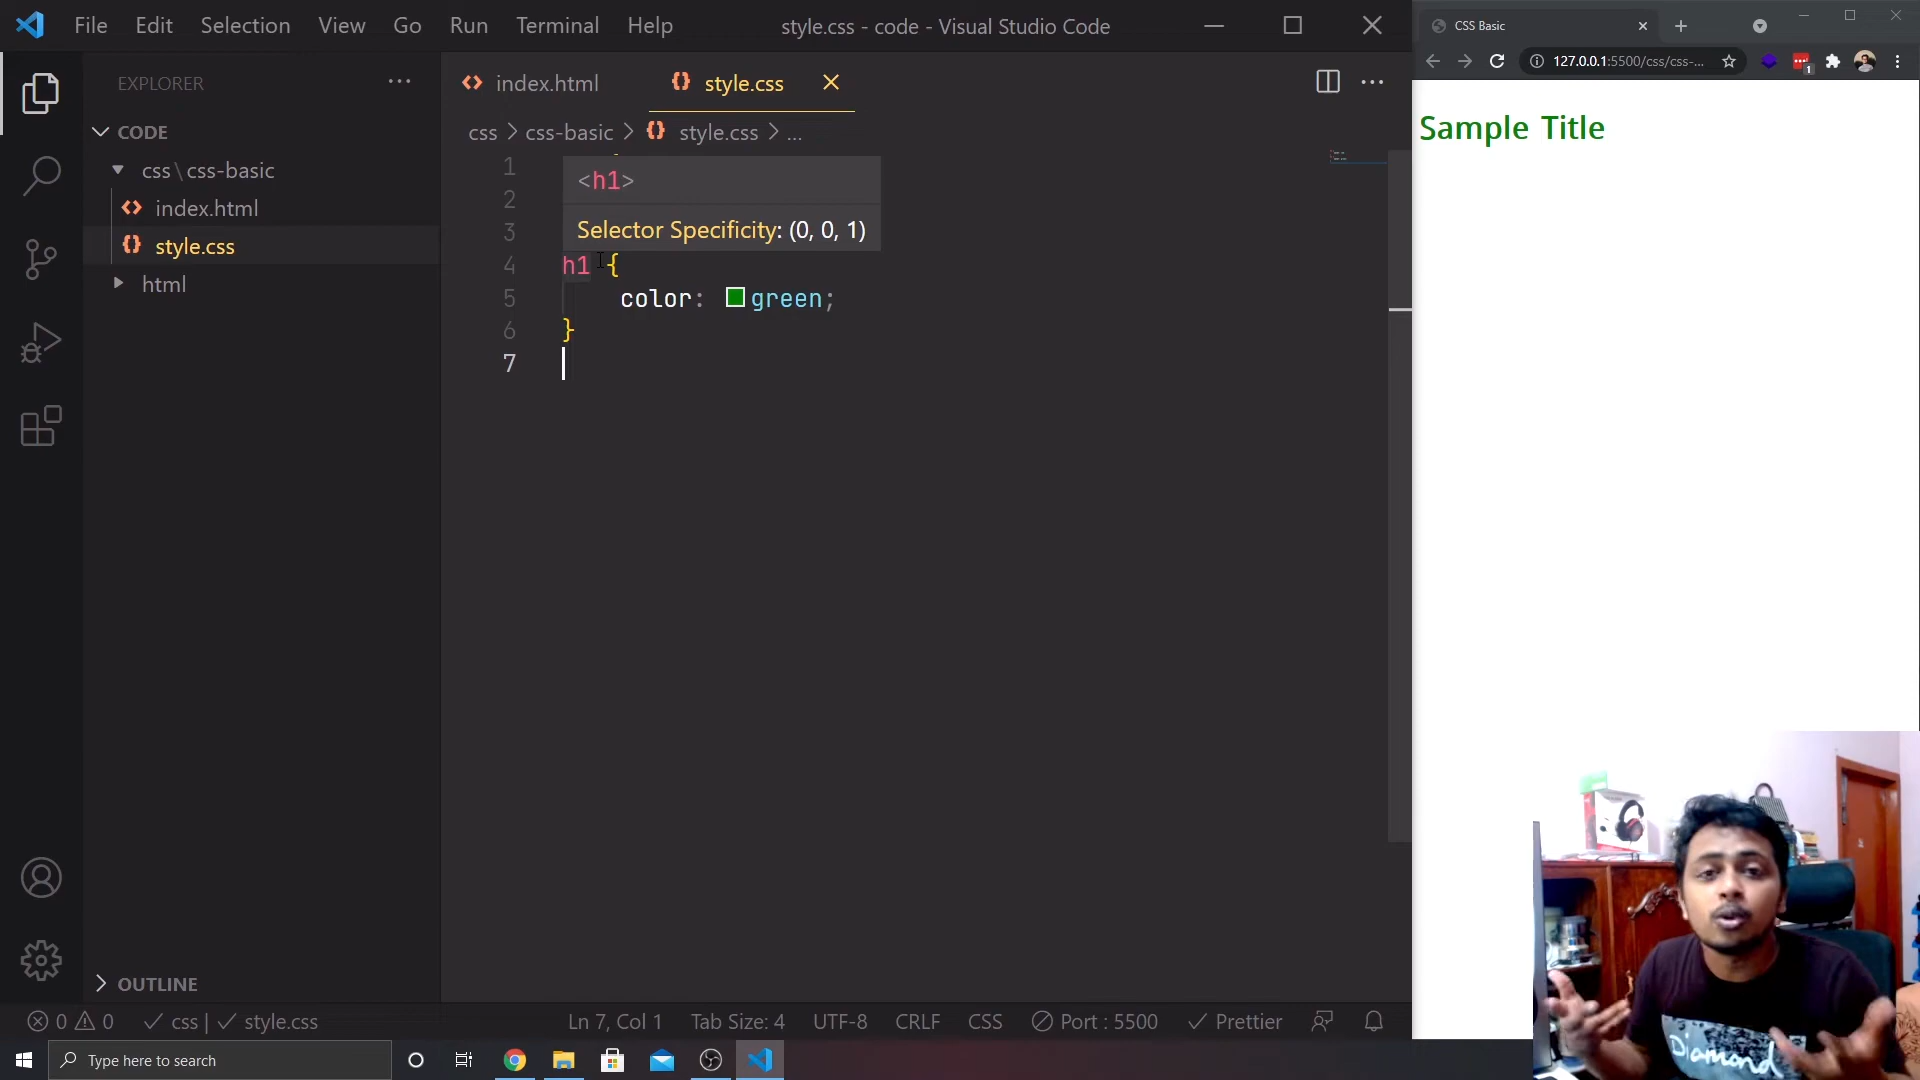 File Edit Selection View Go Run Terminal Help
style.css - code - Visual Studio Code
EXPLORER
CODE
css\css-basic
index.html
style.css
html
OUTLINE
index.html
style.css
css > css-basic > style.css > ...
1
2
3
<h1>
Selector Specificity: (0, 0, 1)
4 h1 {
5 color: green;
6 }
7
0 0 css | style.css
Ln 7, Col 1 Tab Size: 4 UTF-8 CRLF CSS Port : 5500 Prettier
Type here to search
CSS Basic
127.0.0.1:5500/css/css-...
1
Sample Title
Diamond